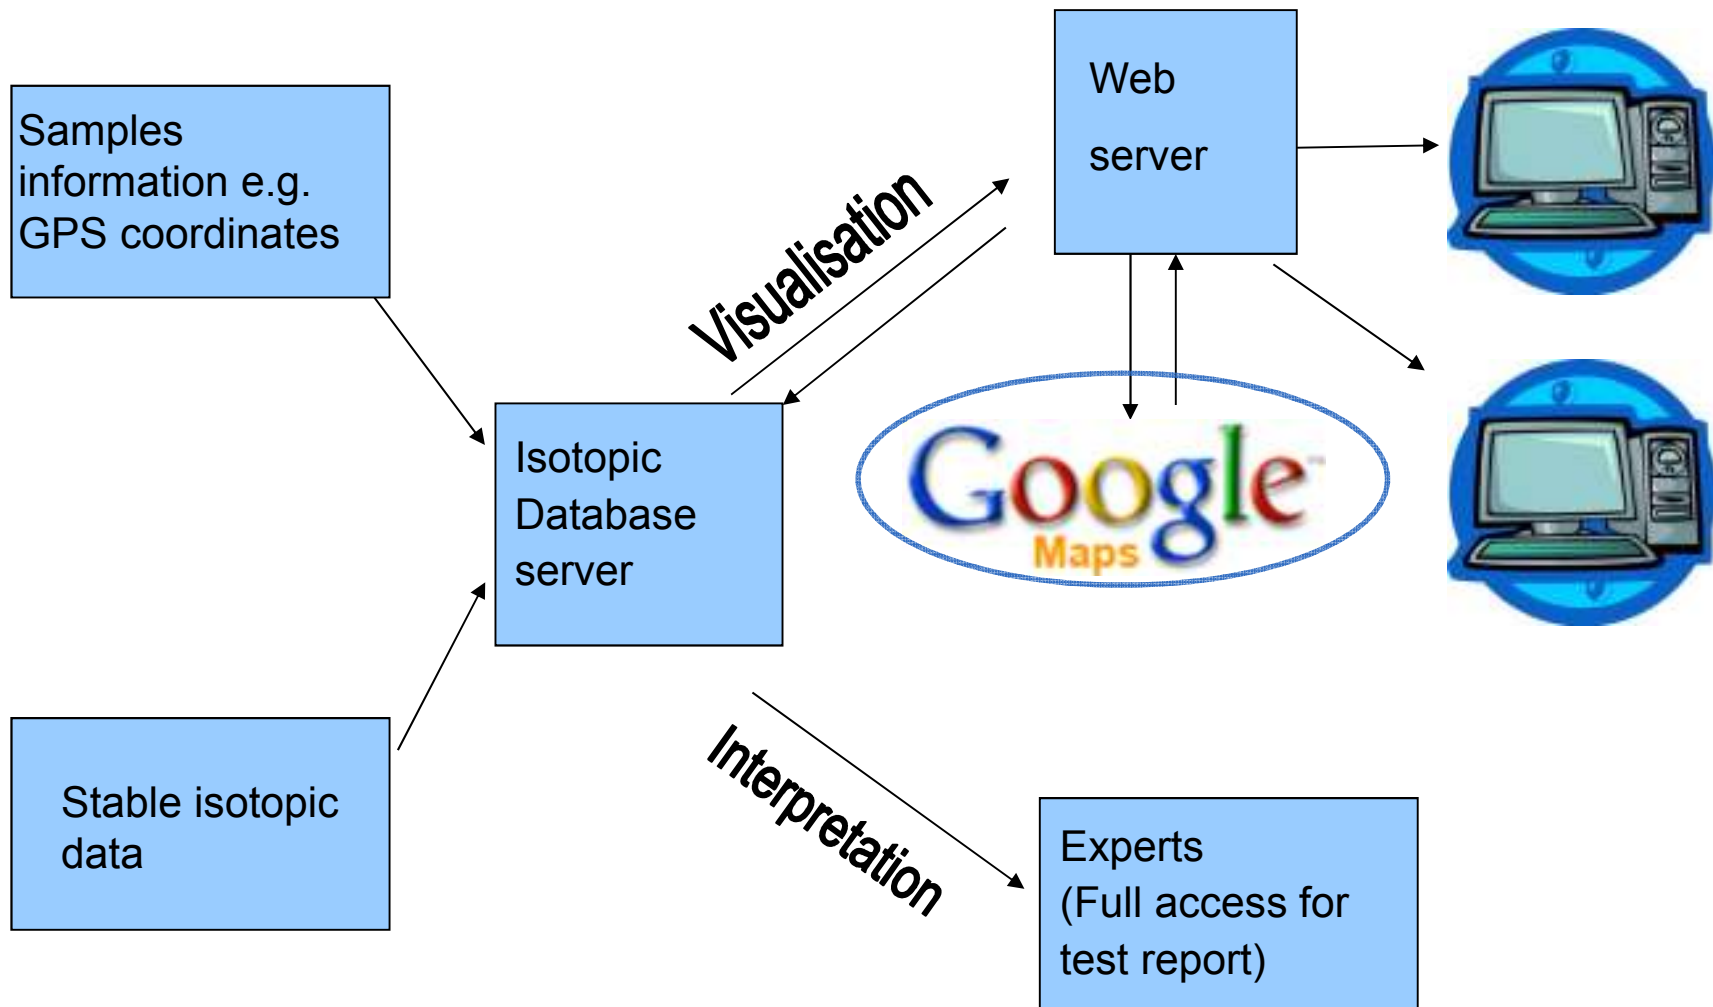 Samples
information e.g.
GPS coordinates
Web
server
Visualisation
Isotopic
Database
server
Google™
Maps
Stable isotopic
data
Interpretation
Experts
(Full access for
test report)